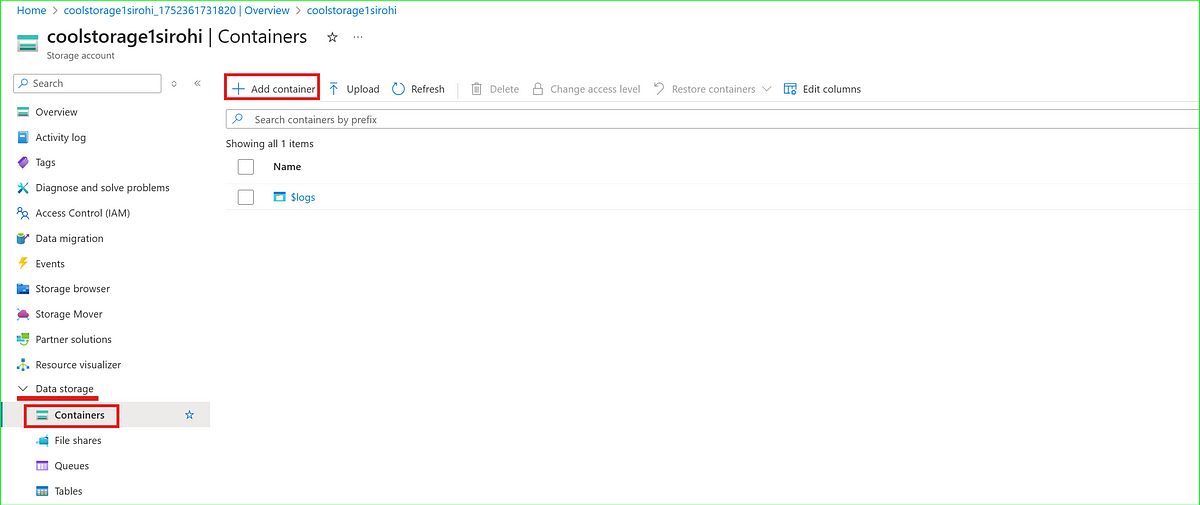 Home > coolstorage1sirohi_1752361731820 | Overview > coolstorage1sirohi
coolstorage1sirohi | Containers
Storage account
Search
Add container
Upload
Refresh
Delete
Change access level
Restore containers
Edit columns
Search containers by prefix
Showing all 1 items
Name
$logs
Overview
Activity log
Tags
Diagnose and solve problems
Access Control (IAM)
Data migration
Events
Storage browser
Storage Mover
Partner solutions
Resource visualizer
Data storage
Containers
File shares
Queues
Tables